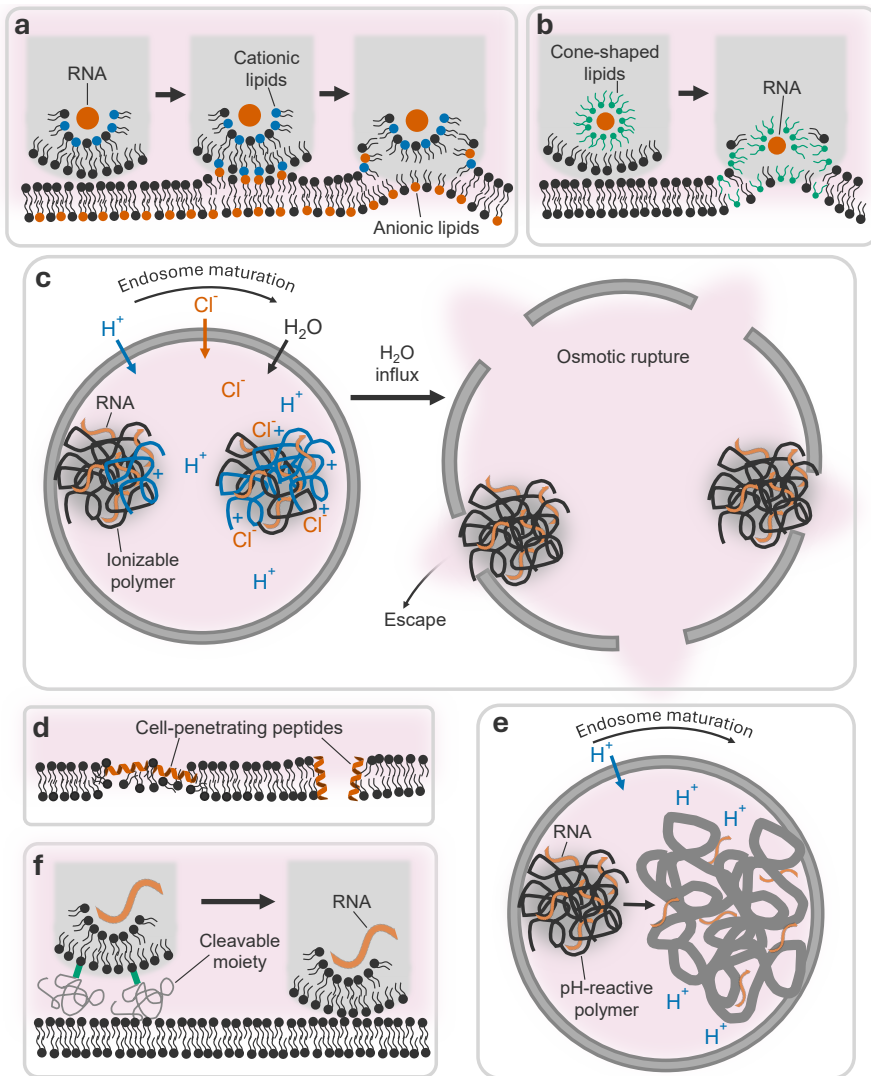 a
RNA
Cationic
lipids
Anionic lipids
b
Cone-shaped
lipids
RNA
c
Endosome maturation
H+
Cl-
H2O
RNA
Cl-
H+
Cl-
+
H+
+
+
+
+
Cl-
Cl-
Ionizable
polymer
H+
H2O
influx
Osmotic rupture
Escape
d
Cell-penetrating peptides
e
Endosome maturation
H+
H+
H+
RNA
pH-reactive
polymer
H+
H+
f
RNA
Cleavable
moiety